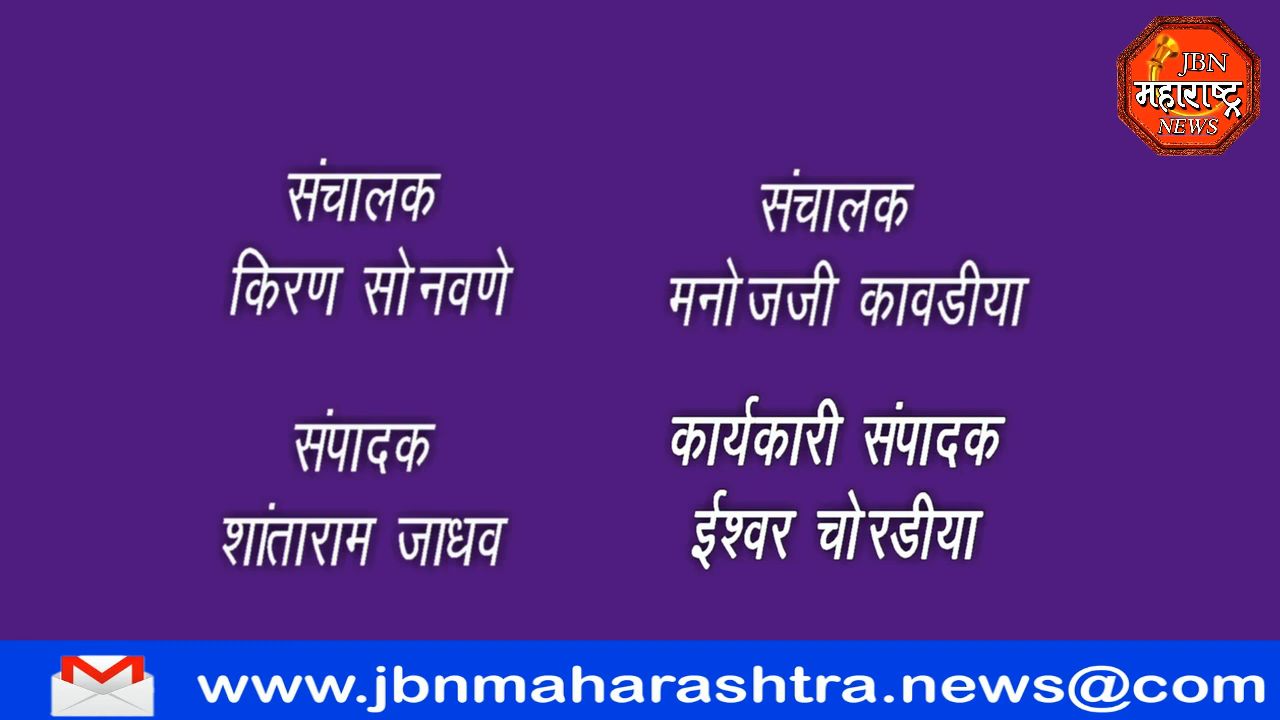 JBN
महाराष्ट्र
NEWS
संचालक
किरण सोनवणे
संचालक
मनोजजी कावडीया
संपादक
शांताराम जाधव
कार्यकारी संपादक
ईश्वर चोरडीया
www.jbnmaharashtra.news@com